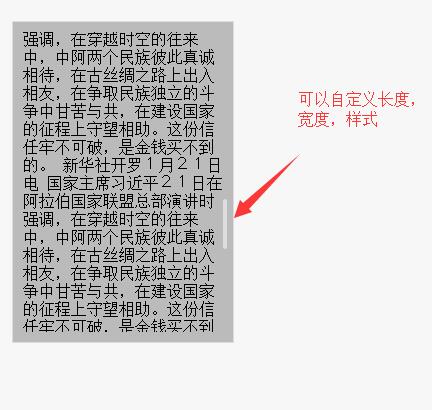 强调，在穿越时空的往来
中，中阿两个民族彼此真诚
相待，在古丝绸之路上出入
相友，在争取民族独立的斗
争中甘苦与共，在建设国家
的征程上守望相助。这份信
任牢不可破，是金钱买不到
的。 新华社开罗１月２１日
电 国家主席习近平２１日在
阿拉伯国家联盟总部演讲时
强调，在穿越时空的往来
中，中阿两个民族彼此真诚
相待，在古丝绸之路上出入
相友，在争取民族独立的斗
争中甘苦与共，在建设国家
的征程上守望相助。这份信
任牢不可破，是金钱买不到
可以自定义长度，
宽度，样式